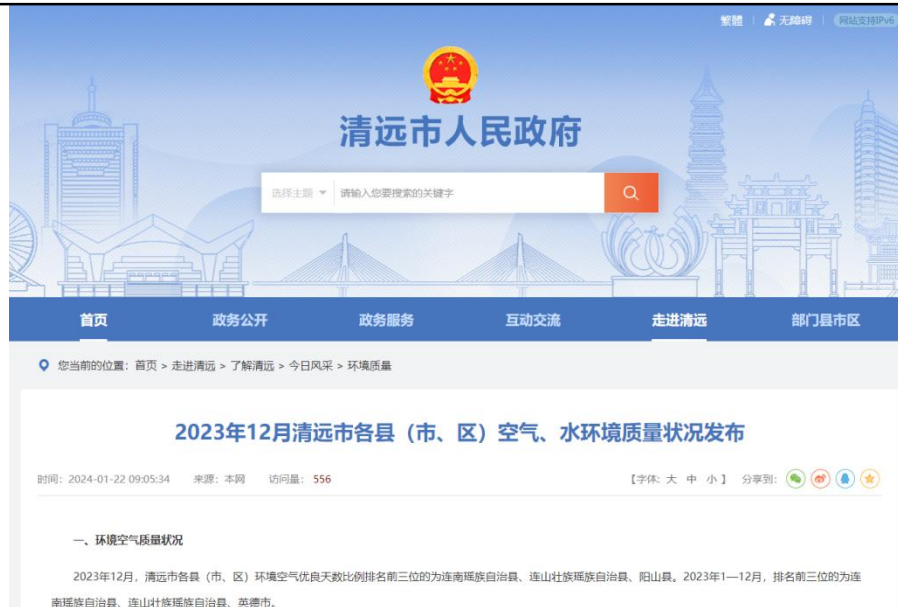 繁體 | 无障碍 | 网站支持IPv6
清远市人民政府
选择主题 请输入您要搜索的关键字
首页 政务公开 政务服务 互动交流 走进清远 部门县市区
您当前的位置：首页 > 走进清远 > 了解清远 > 今日风采 > 环境质量
2023年12月清远市各县（市、区）空气、水环境质量状况发布
时间：2024-01-22 09:05:34 来源：本网 访问量：556 【字体：大 中 小】 分享到：
一、环境空气质量状况
2023年12月，清远市各县（市、区）环境空气优良天数比例排名前三位的为连南瑶族自治县、连山壮族瑶族自治县、阳山县。2023年1—12月，排名前三位的为连
南瑶族自治县、连山壮族瑶族自治县、英德市。